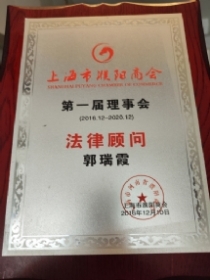 上海市濮阳商会
第一届理事会
(2016.12-2020.12)
法律顾问
郭瑞霞
上海市濮阳商会
2016年12月10日